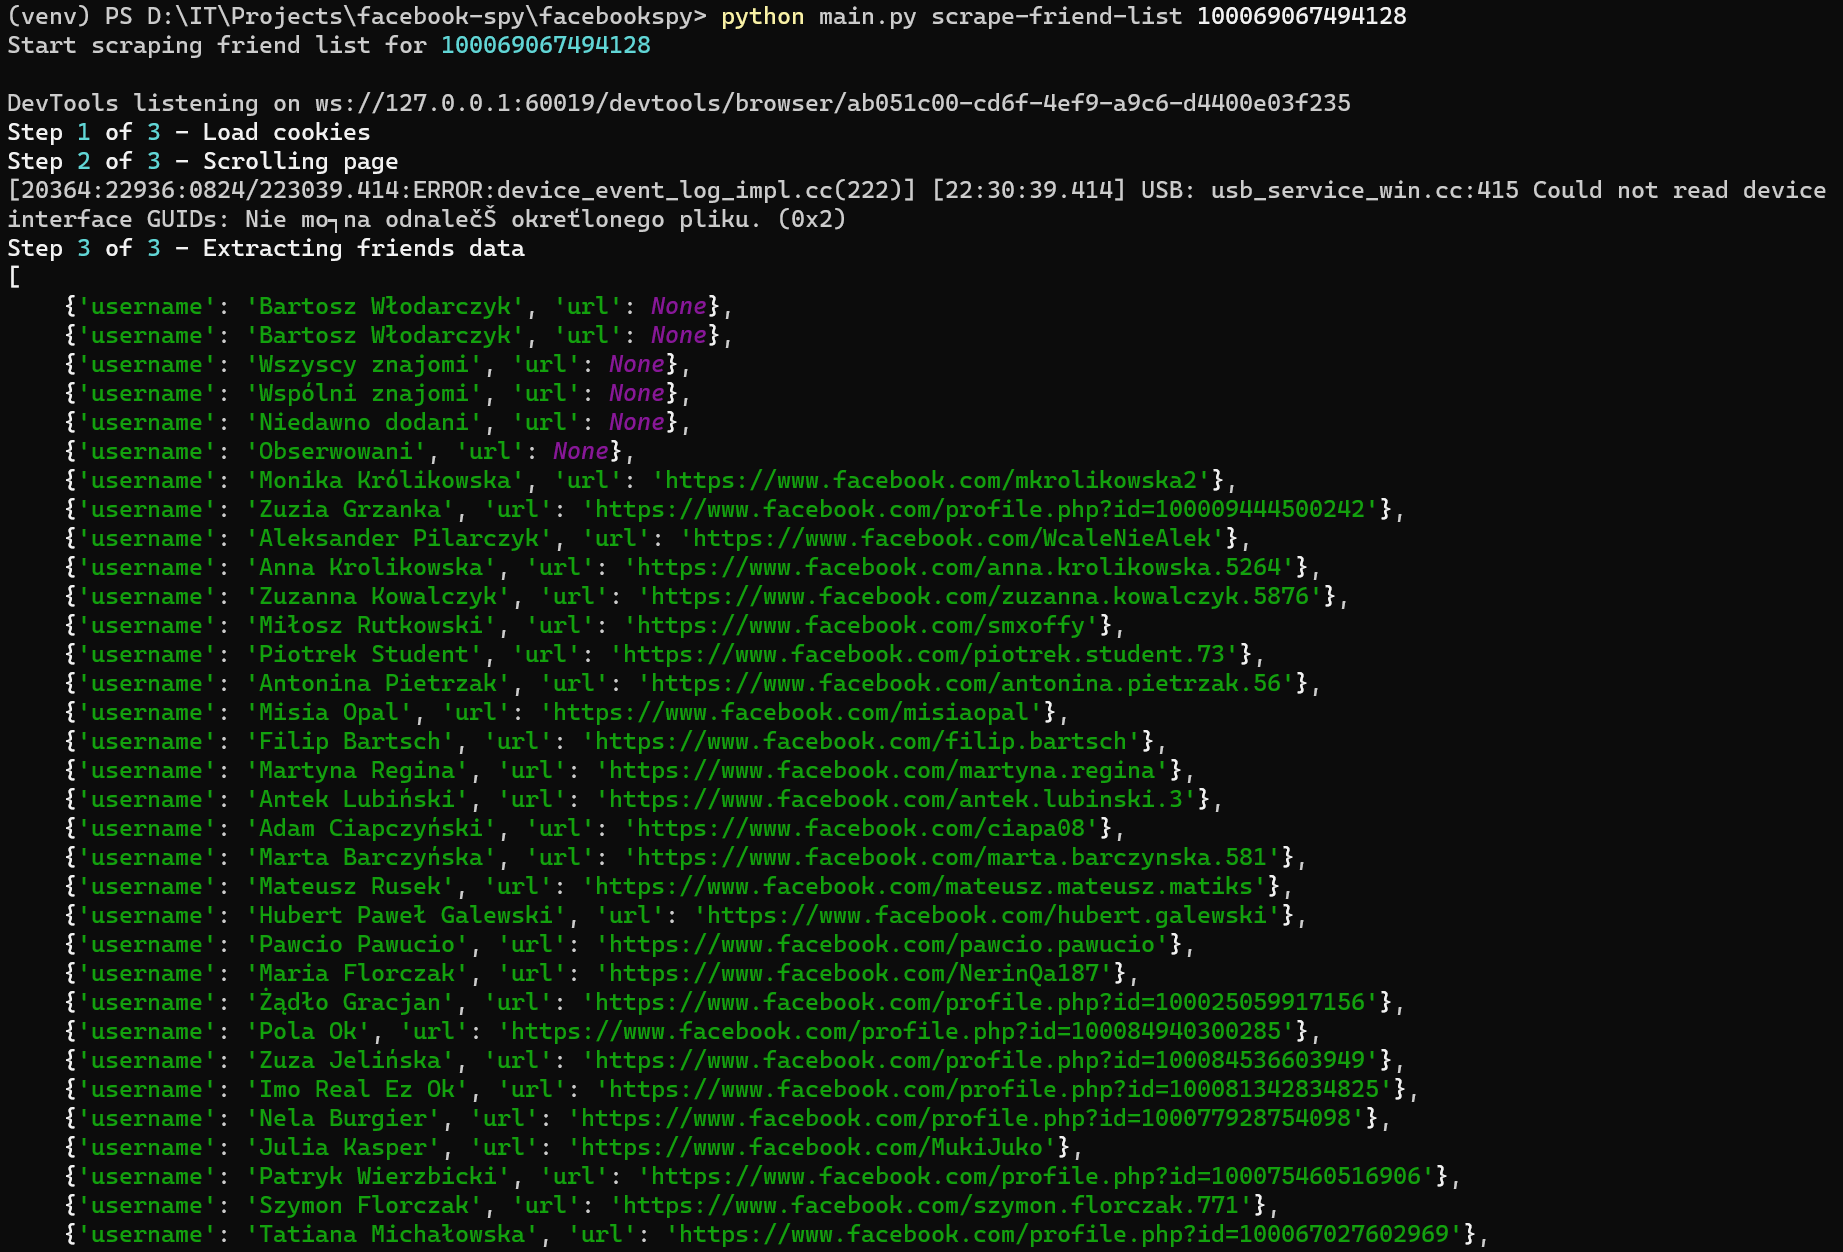 (venv) PS D:\IT\Projects\facebook-spy\facebookspy> python main.py scrape-friend-list 100069067494128
Start scraping friend list for 100069067494128
DevTools listening on ws://127.0.0.1:60019/devtools/browser/ab051c00-cd6f-4ef9-a9c6-d4400e03f235
Step 1 of 3 - Load cookies
Step 2 of 3 - Scrolling page
[20364:22936:0824/223039.414:ERROR:device_event_log_impl.cc(222)] [22:30:39.414] USB: usb_service_win.cc:415 Could not read device
interface GUIDs: Nie mo┐na odnalečŠ okreťlonego pliku. (0x2)
Step 3 of 3 - Extracting friends data
[
{'username': 'Bartosz Włodarczyk', 'url': None},
{'username': 'Bartosz Włodarczyk', 'url': None},
{'username': 'Wszyscy znajomi', 'url': None},
{'username': 'Wspólni znajomi', 'url': None},
{'username': 'Niedawno dodani', 'url': None},
{'username': 'Obserwowani', 'url': None},
{'username': 'Monika Królikowska', 'url': 'https://www.facebook.com/mkrolikowska2'},
{'username': 'Zuzia Grzanka', 'url': 'https://www.facebook.com/profile.php?id=100009444500242'},
{'username': 'Aleksander Pilarczyk', 'url': 'https://www.facebook.com/WcaleNieAlek'},
{'username': 'Anna Krolikowska', 'url': 'https://www.facebook.com/anna.krolikowska.5264'},
{'username': 'Zuzanna Kowalczyk', 'url': 'https://www.facebook.com/zuzanna.kowalczyk.5876'},
{'username': 'Miłosz Rutkowski', 'url': 'https://www.facebook.com/smxoffy'},
{'username': 'Piotrek Student', 'url': 'https://www.facebook.com/piotrek.student.73'},
{'username': 'Antonina Pietrzak', 'url': 'https://www.facebook.com/antonina.pietrzak.56'},
{'username': 'Misia Opal', 'url': 'https://www.facebook.com/misiaopal'},
{'username': 'Filip Bartsch', 'url': 'https://www.facebook.com/filip.bartsch'},
{'username': 'Martyna Regina', 'url': 'https://www.facebook.com/martyna.regina'},
{'username': 'Antek Lubiński', 'url': 'https://www.facebook.com/antek.lubinski.3'},
{'username': 'Adam Ciapczyński', 'url': 'https://www.facebook.com/ciapa08'},
{'username': 'Marta Barczyńska', 'url': 'https://www.facebook.com/marta.barczynska.581'},
{'username': 'Mateusz Rusek', 'url': 'https://www.facebook.com/mateusz.mateusz.matiks'},
{'username': 'Hubert Paweł Galewski', 'url': 'https://www.facebook.com/hubert.galewski'},
{'username': 'Pawcio Pawucio', 'url': 'https://www.facebook.com/pawcio.pawucio'},
{'username': 'Maria Florczak', 'url': 'https://www.facebook.com/NerinQa187'},
{'username': 'Żądło Gracjan', 'url': 'https://www.facebook.com/profile.php?id=100025059917156'},
{'username': 'Pola Ok', 'url': 'https://www.facebook.com/profile.php?id=100084940300285'},
{'username': 'Zuza Jelińska', 'url': 'https://www.facebook.com/profile.php?id=100084536603949'},
{'username': 'Imo Real Ez Ok', 'url': 'https://www.facebook.com/profile.php?id=100081342834825'},
{'username': 'Nela Burgier', 'url': 'https://www.facebook.com/profile.php?id=100077928754098'},
{'username': 'Julia Kasper', 'url': 'https://www.facebook.com/MukiJuko'},
{'username': 'Patryk Wierzbicki', 'url': 'https://www.facebook.com/profile.php?id=100075460516906'},
{'username': 'Szymon Florczak', 'url': 'https://www.facebook.com/szymon.florczak.771'},
{'username': 'Tatiana Michałowska', 'url': 'https://www.facebook.com/profile.php?id=100067027602969'},